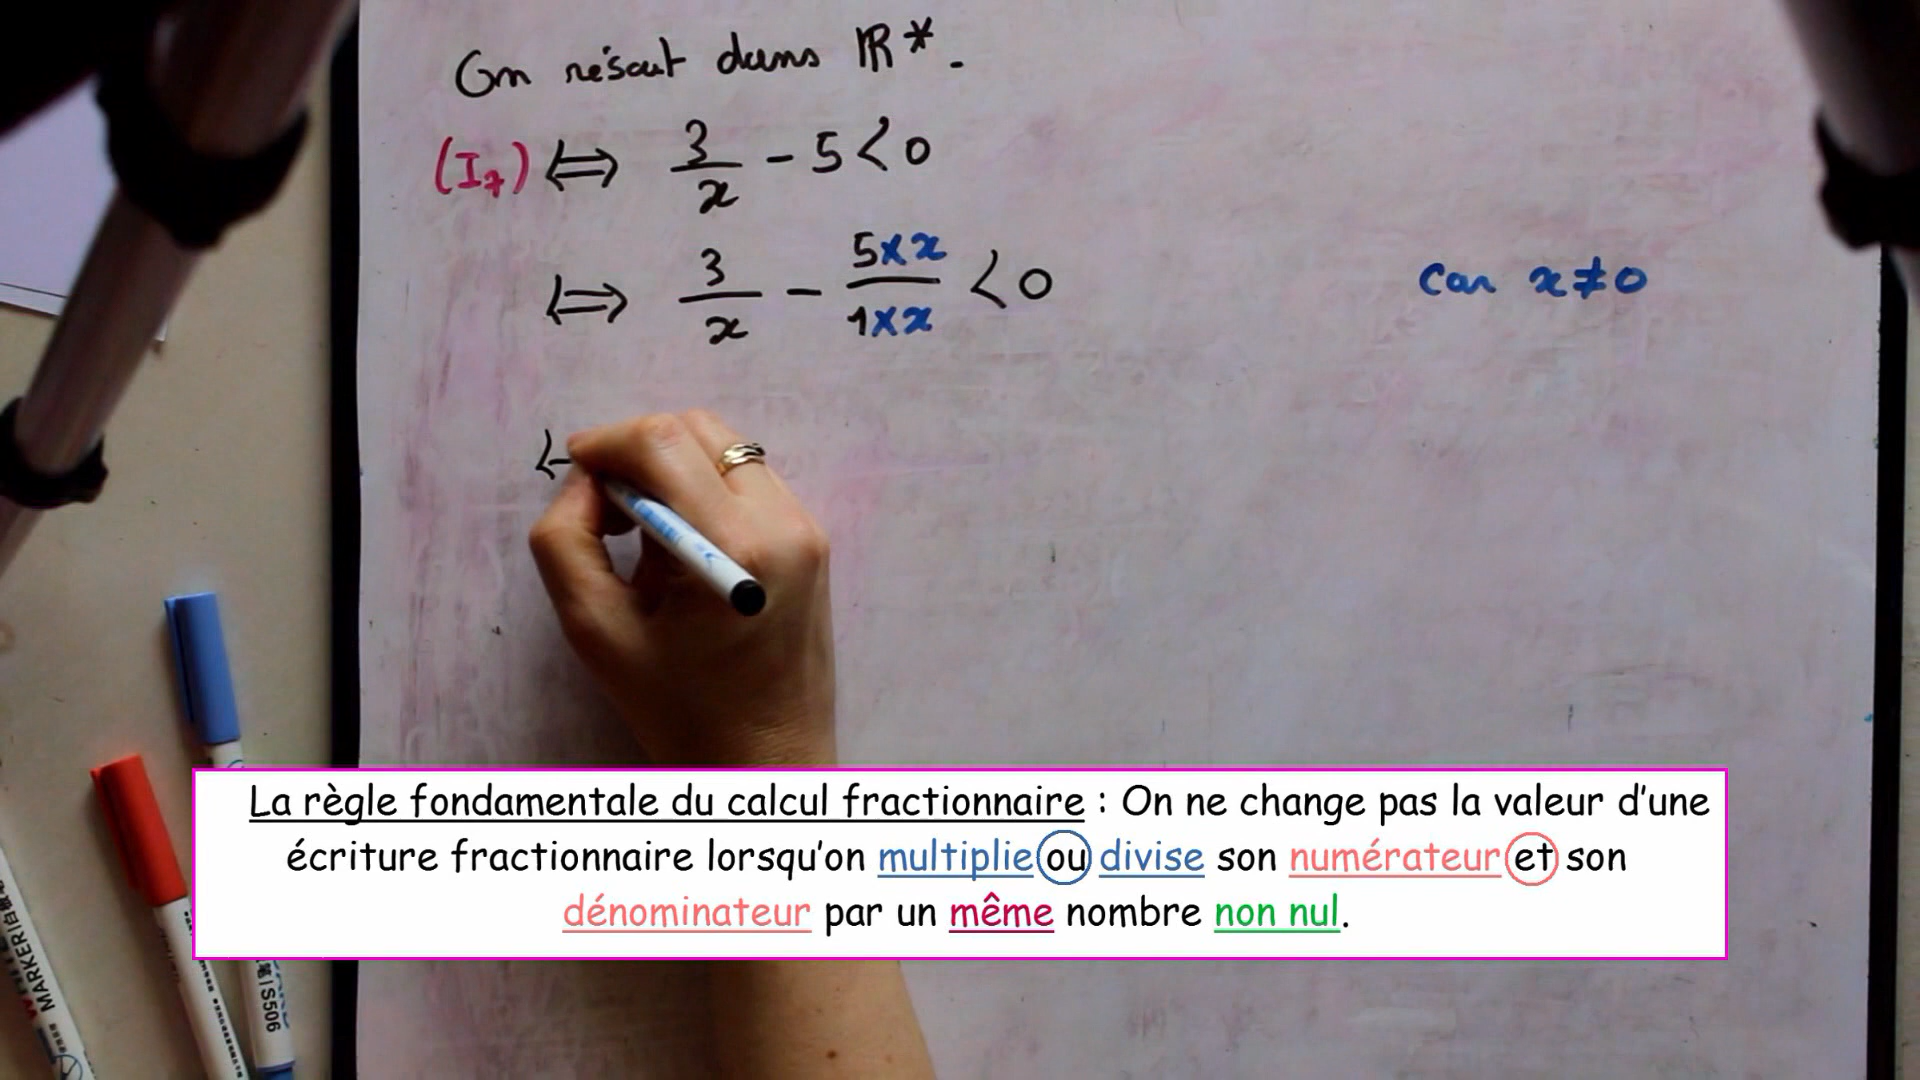 On résout dans ℝ*.
(I₇) ⟺ 3/x - 5 < 0
⟺ 3/x - 5×x/1×x < 0 car x≠0
La règle fondamentale du calcul fractionnaire : On ne change pas la valeur d'une
écriture fractionnaire lorsqu'on multiplie ou divise son numérateur et son
dénominateur par un même nombre non nul.
MARKER
S506